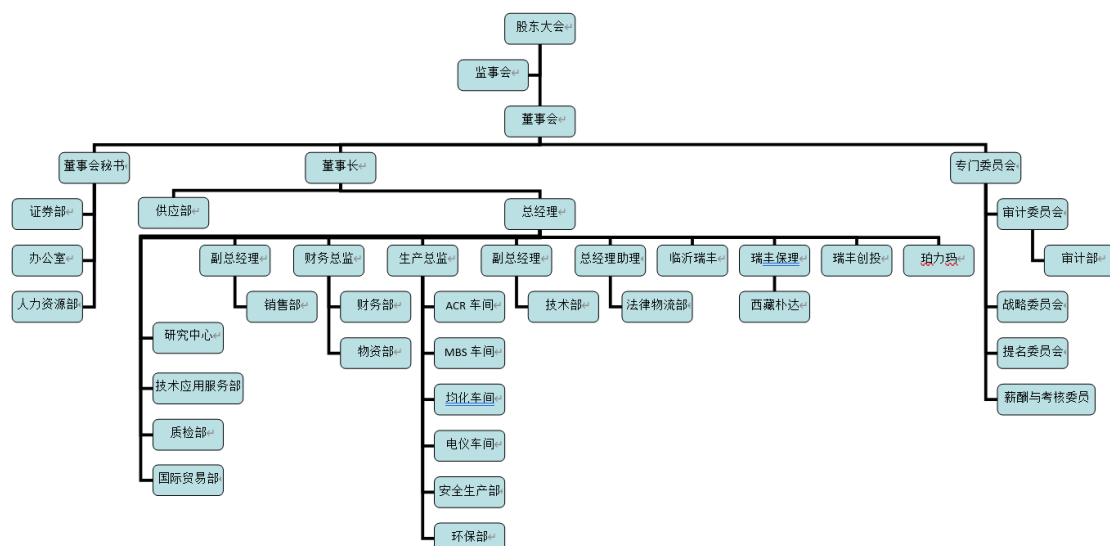 股东大会
监事会
董事会
董事会秘书
董事长
专门委员会
证券部
供应部
总经理
审计委员会
办公室
副总经理
财务总监
生产总监
副总经理
总经理助理
临沂瑞丰
瑞丰保理
瑞丰创投
珀力玛
审计部
人力资源部
销售部
财务部
ACR 车间
技术部
法律物流部
西藏朴达
战略委员会
研究中心
物资部
MBS 车间
提名委员会
技术应用服务部
均化车间
薪酬与考核委员
质检部
电仪车间
国际贸易部
安全生产部
环保部